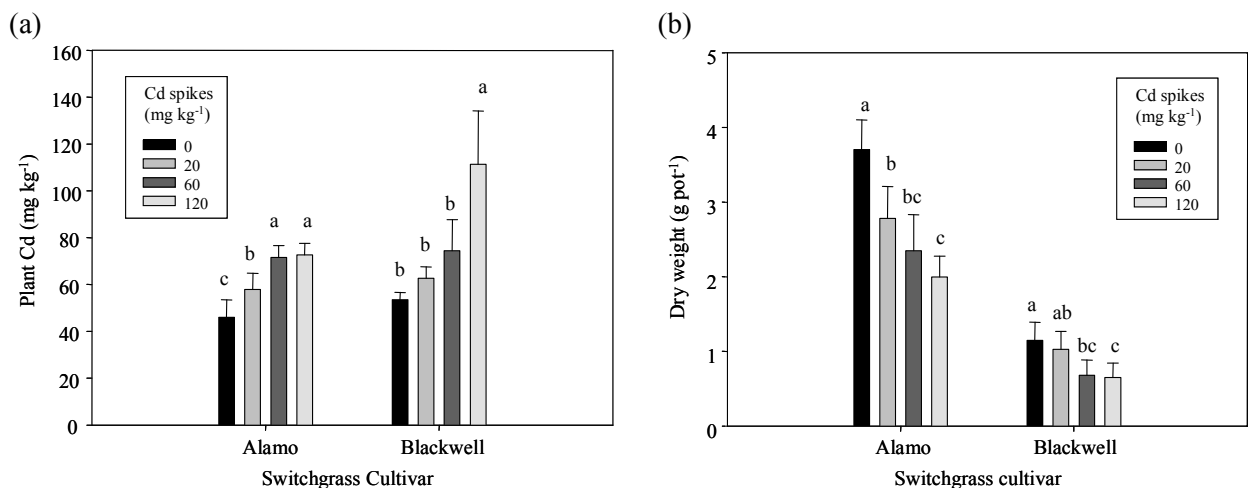 (a)
160
140
120
100
80
60
40
20
0
Plant Cd (mg kg⁻¹)
Cd spikes
(mg kg⁻¹)
0
20
60
120
c
b
a
a
b
b
b
a
Alamo
Blackwell
Switchgrass Cultivar
(b)
5
4
3
2
1
0
Dry weight (g pot⁻¹)
Cd spikes
(mg kg⁻¹)
0
20
60
120
a
b
bc
c
a
ab
bc
c
Alamo
Blackwell
Switchgrass cultivar